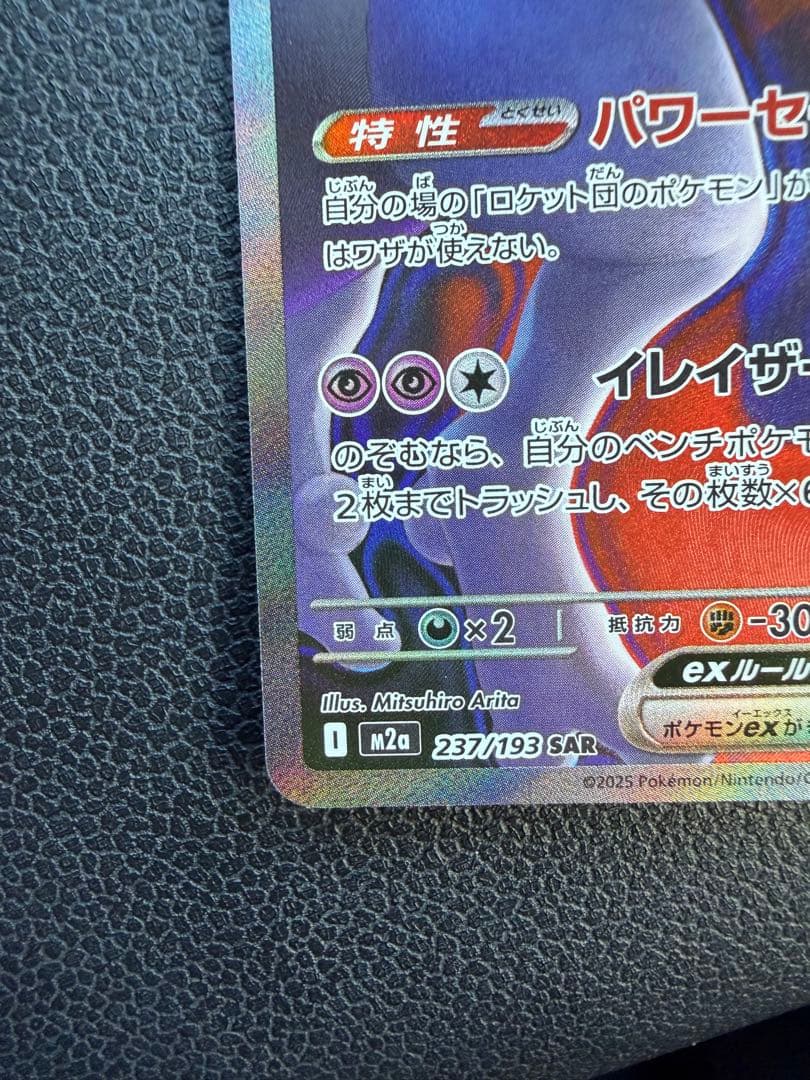 特性 とくせい パワーセ
自分の場の「ロケット団のポケモン」が
じぶん ば だん
はワザが使えない。
つか
イレイザー
のぞむなら、自分のベンチポケモ
じぶん
2枚までトラッシュし、その枚数×6
まい まいすう
弱点 ×2 抵抗力 -30
exルール
Illus. Mitsuhiro Arita
ポケモンexが
イーエックス
I m2a 237/193 SAR
©2025 Pokémon/Nintendo/